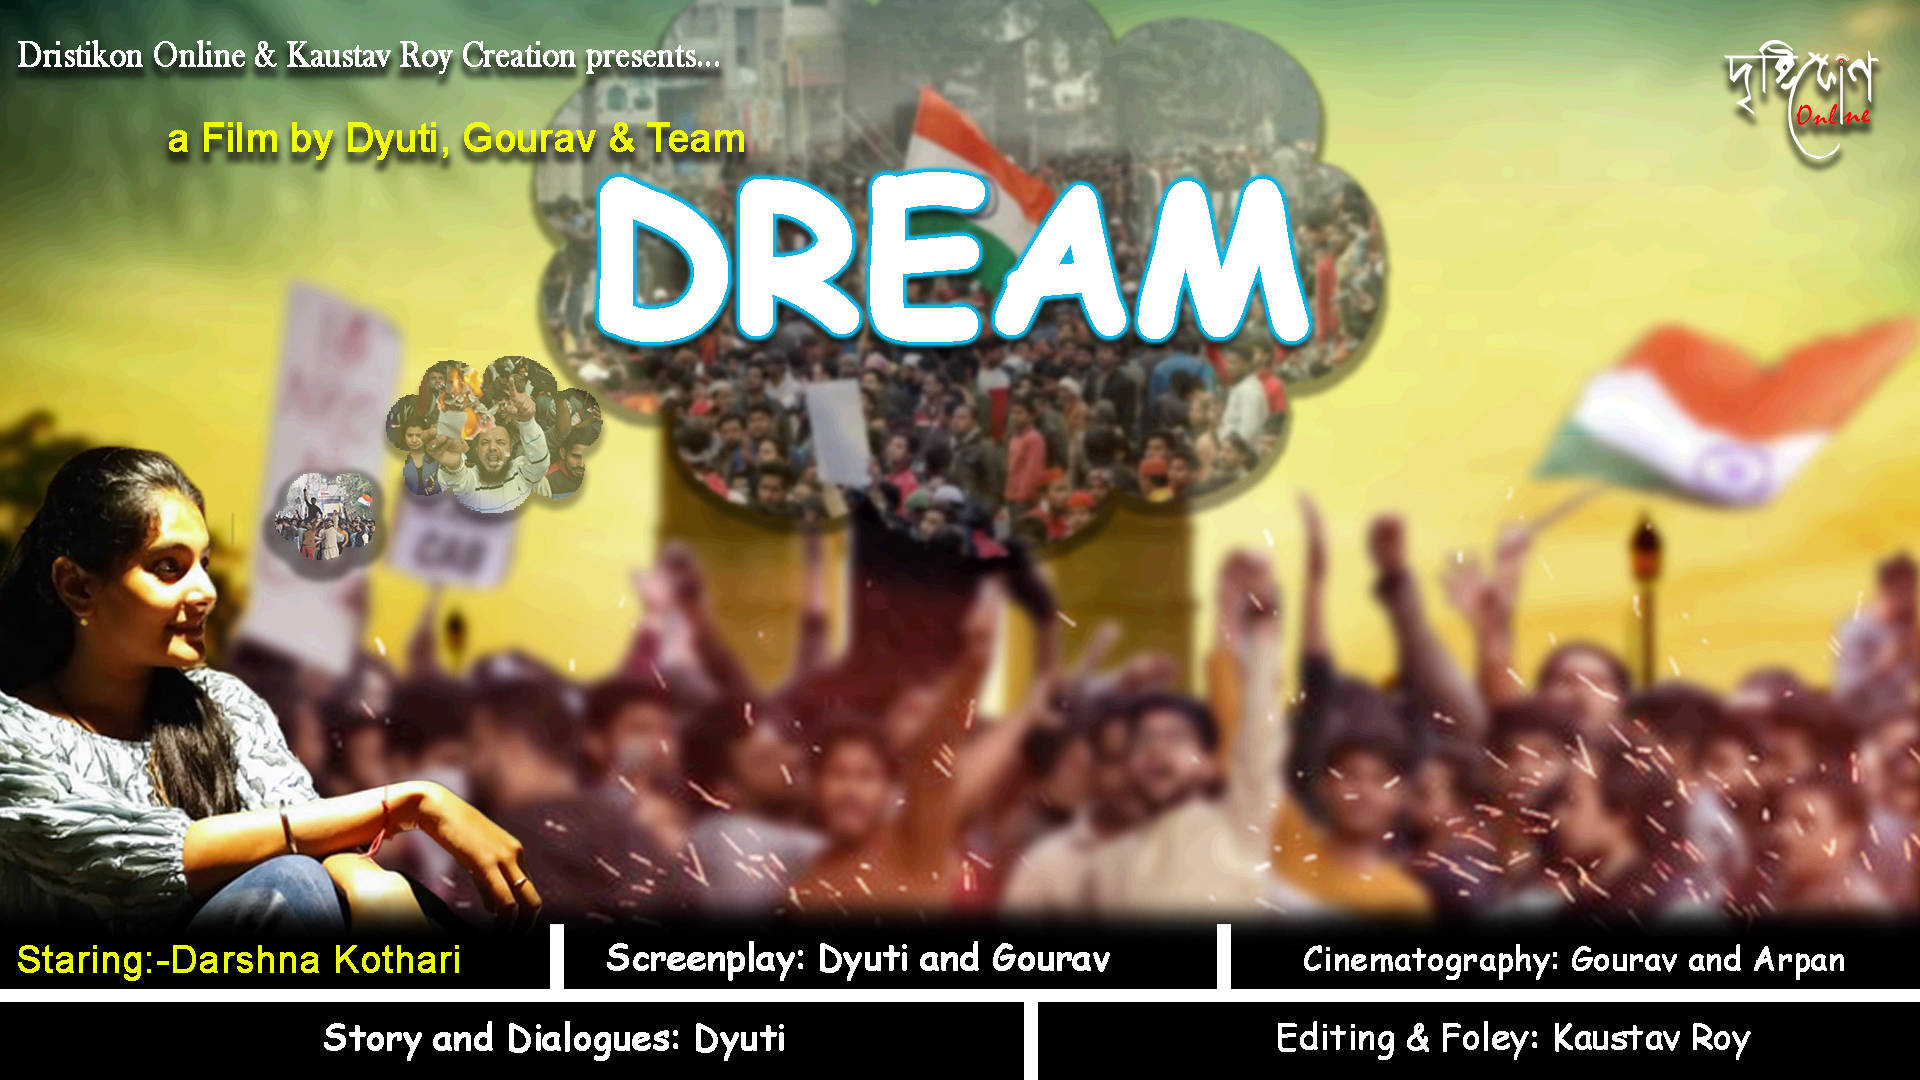 Dristikon Online & Kaustav Roy Creation presents...
দৃষ্টিকোণ
Online
a Film by Dyuti, Gourav & Team
DREAM
CAB
Staring:-Darshna Kothari
Screenplay: Dyuti and Gourav
Cinematography: Gourav and Arpan
Story and Dialogues: Dyuti
Editing & Foley: Kaustav Roy